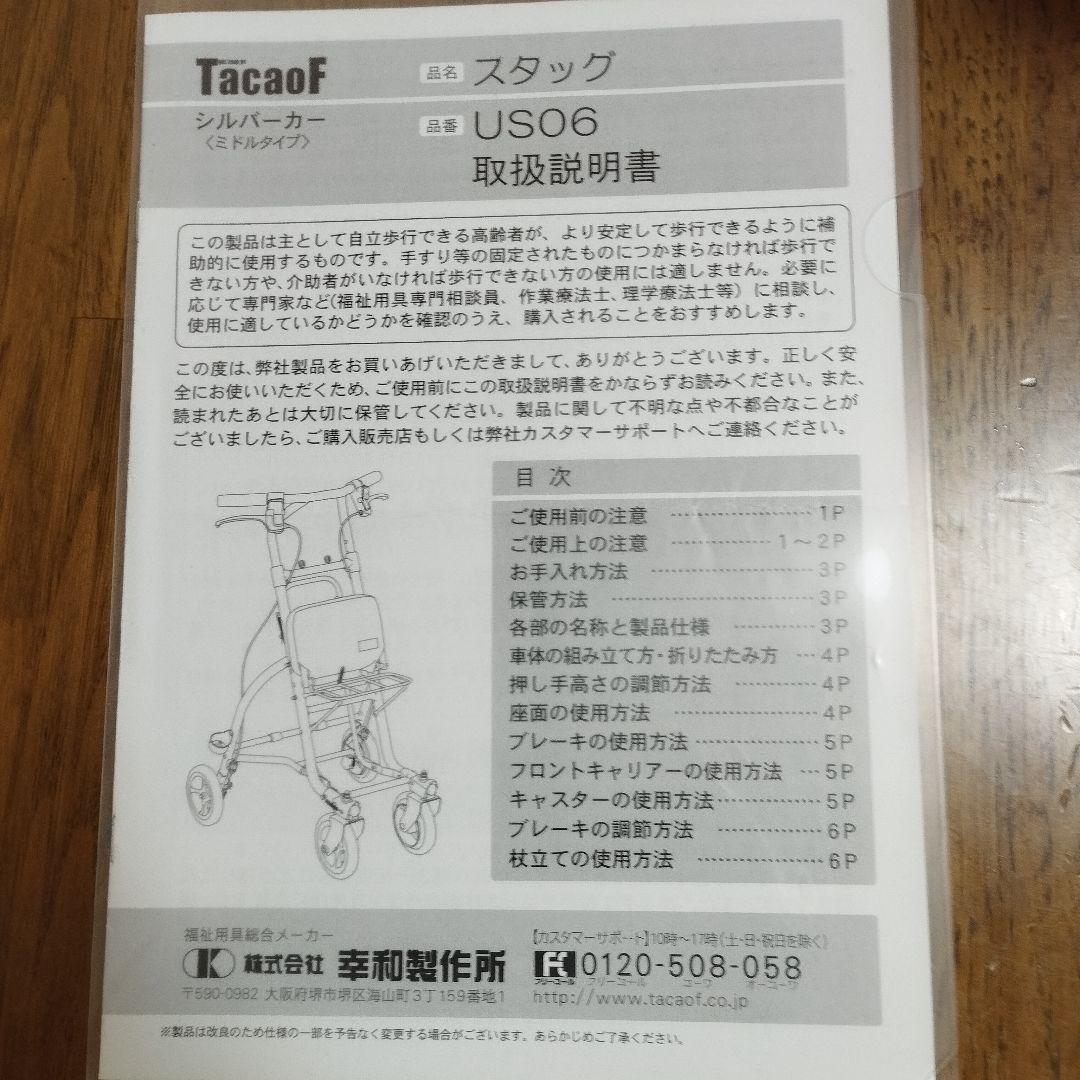 TacaoF
シルバーカー
〈ミドルタイプ〉
品名 スタッグ
品番 US06
取扱説明書
この製品は主として自立歩行できる高齢者が、より安定して歩行できるように補
助的に使用するものです。手すり等の固定されたものにつかまらなければ歩行で
きない方や、介助者がいなければ歩行できない方の使用には適しません。必要に
応じて専門家など(福祉用具専門相談員、作業療法士、理学療法士等)に相談し、
使用に適しているかどうかを確認のうえ、購入されることをおすすめします。
この度は、弊社製品をお買いあげいただきまして、ありがとうございます。正しく安
全にお使いいただくため、ご使用前にこの取扱説明書をかならずお読みください。また、
読まれたあとは大切に保管してください。製品に関して不明な点や不都合なことが
ございましたら、ご購入販売店もしくは弊社カスタマーサポートへご連絡ください。
目 次
ご使用前の注意 ……………… 1P
ご使用上の注意 ………… 1～2P
お手入れ方法 ……………… 3P
保管方法 ……………… 3P
各部の名称と製品仕様 ……… 3P
車体の組み立て方・折りたたみ方 … 4P
押し手高さの調節方法 ……… 4P
座面の使用方法 ……………… 4P
ブレーキの使用方法 ……………… 5P
フロントキャリアーの使用方法 … 5P
キャスターの使用方法 ………… 5P
ブレーキの調節方法 ………… 6P
杖立ての使用方法 ……………… 6P
福祉用具総合メーカー
株式会社 幸和製作所
〒590-0982 大阪府堺市堺区海山町3丁159番地1
【カスタマーサポート】10時～17時(土・日・祝日を除く)
フリーコール 0120-508-058
フリーコール コーワ オーコーワ
http://www.tacaof.co.jp
※製品は改良のため仕様の一部を予告なく変更する場合がございます。あらかじめご了承ください。